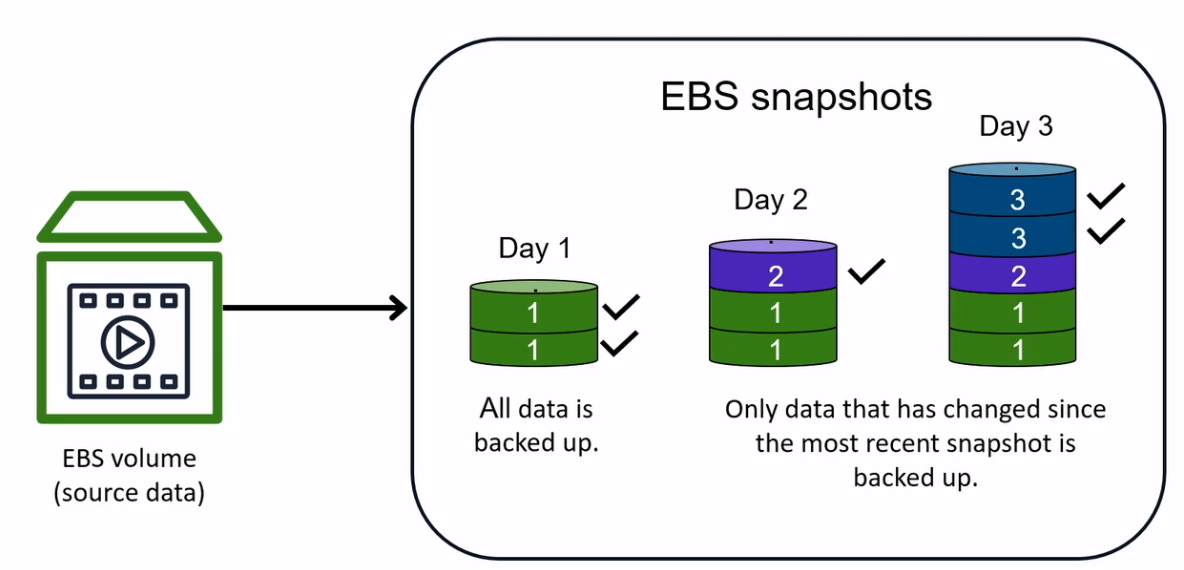 EBS snapshots
Day 1
1
1
All data is
backed up.
Day 2
2
1
1
Day 3
3
3
2
1
1
Only data that has changed since
the most recent snapshot is
backed up.
EBS volume
(source data)